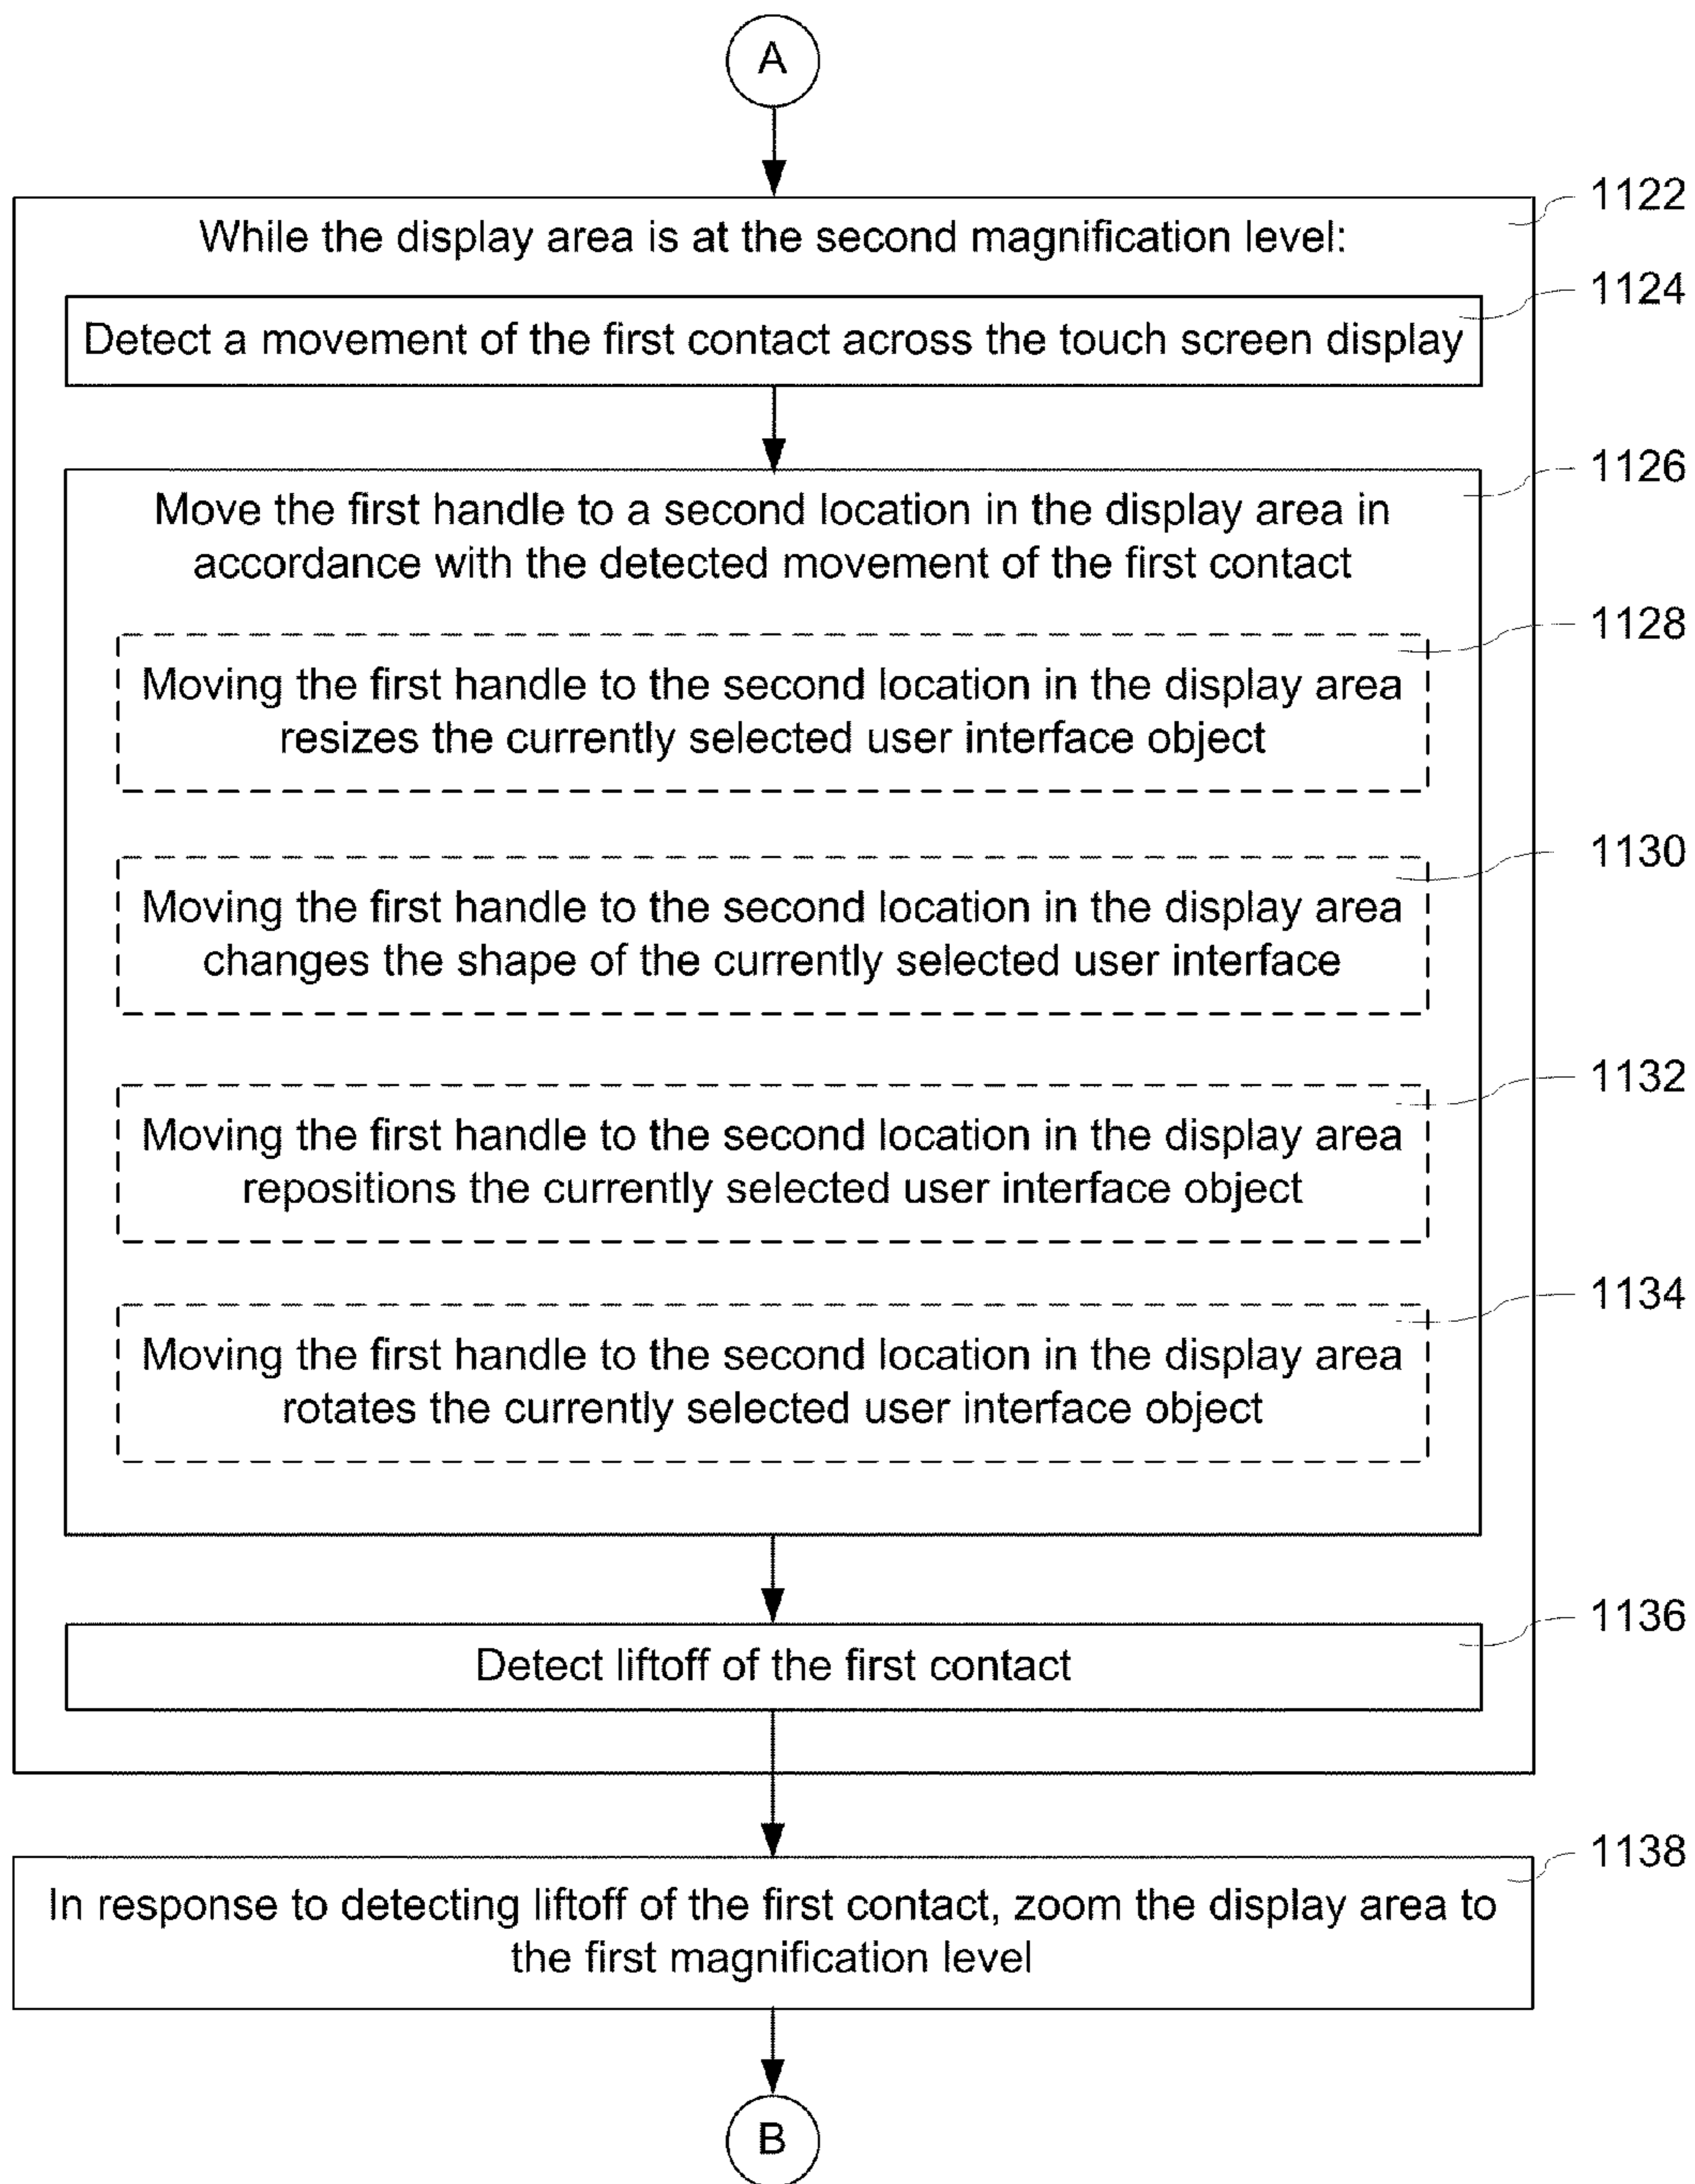 A
1122
While the display area is at the second magnification level:
1124
Detect a movement of the first contact across the touch screen display
1126
Move the first handle to a second location in the display area in
accordance with the detected movement of the first contact
1128
Moving the first handle to the second location in the display area
resizes the currently selected user interface object
1130
Moving the first handle to the second location in the display area
changes the shape of the currently selected user interface
1132
Moving the first handle to the second location in the display area
repositions the currently selected user interface object
1134
Moving the first handle to the second location in the display area
rotates the currently selected user interface object
1136
Detect liftoff of the first contact
1138
In response to detecting liftoff of the first contact, zoom the display area to
the first magnification level
B